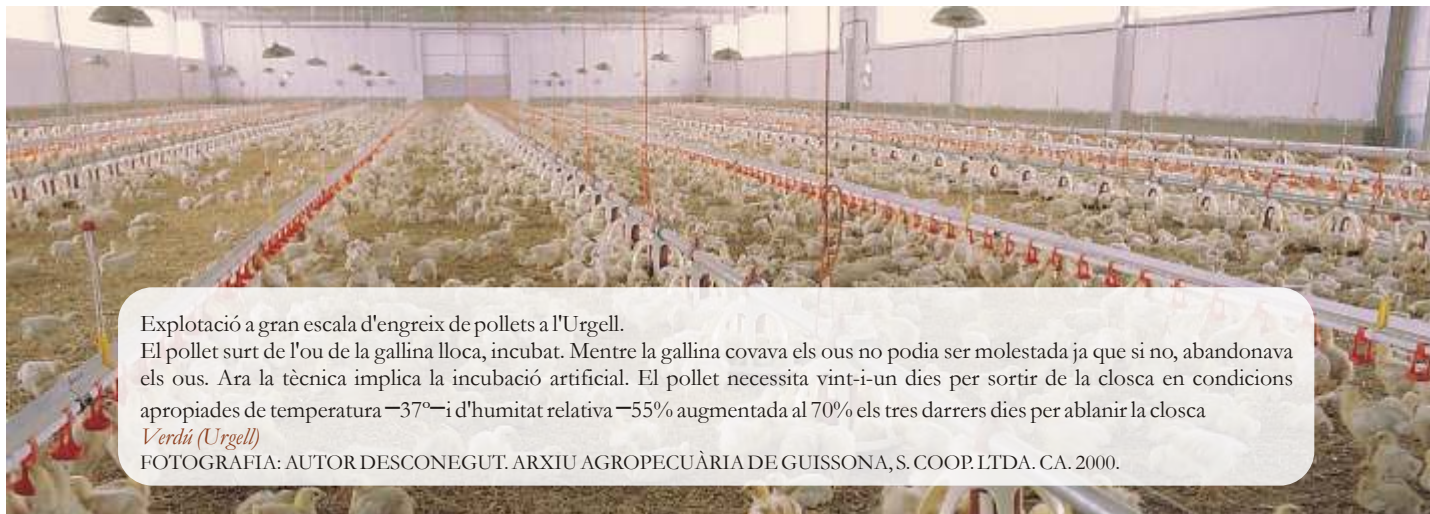 Explotació a gran escala d'engreix de pollets a l'Urgell.
El pollet surt de l'ou de la gallina lloca, incubat. Mentre la gallina covava els ous no podia ser molestada ja que si no, abandonava
els ous. Ara la tècnica implica la incubació artificial. El pollet necessita vint-i-un dies per sortir de la closca en condicions
apropiades de temperatura —37º—i d'humitat relativa —55% augmentada al 70% els tres darrers dies per ablanir la closca
Verdú (Urgell)
FOTOGRAFIA: AUTOR DESCONEGUT. ARXIU AGROPECUÀRIA DE GUISSONA, S. COOP. LTDA. CA. 2000.